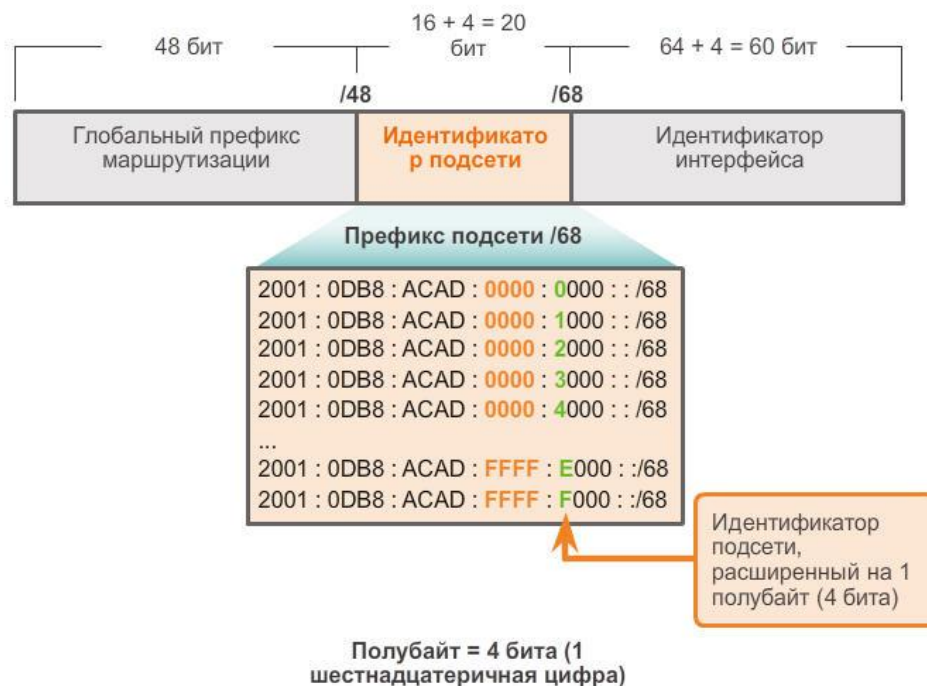 48 бит
16 + 4 = 20
бит
64 + 4 = 60 бит
/48
/68
Глобальный префикс
маршрутизации
Идентификато
р подсети
Идентификатор
интерфейса
Префикс подсети /68
2001 : 0DB8 : ACAD : 0000 : 0000 : : /68
2001 : 0DB8 : ACAD : 0000 : 1000 : : /68
2001 : 0DB8 : ACAD : 0000 : 2000 : : /68
2001 : 0DB8 : ACAD : 0000 : 3000 : : /68
2001 : 0DB8 : ACAD : 0000 : 4000 : : /68
...
2001 : 0DB8 : ACAD : FFFF : E000 : :/68
2001 : 0DB8 : ACAD : FFFF : F000 : :/68
Идентификатор
подсети,
расширенный на 1
полубайт (4 бита)
Полубайт = 4 бита (1
шестнадцатеричная цифра)